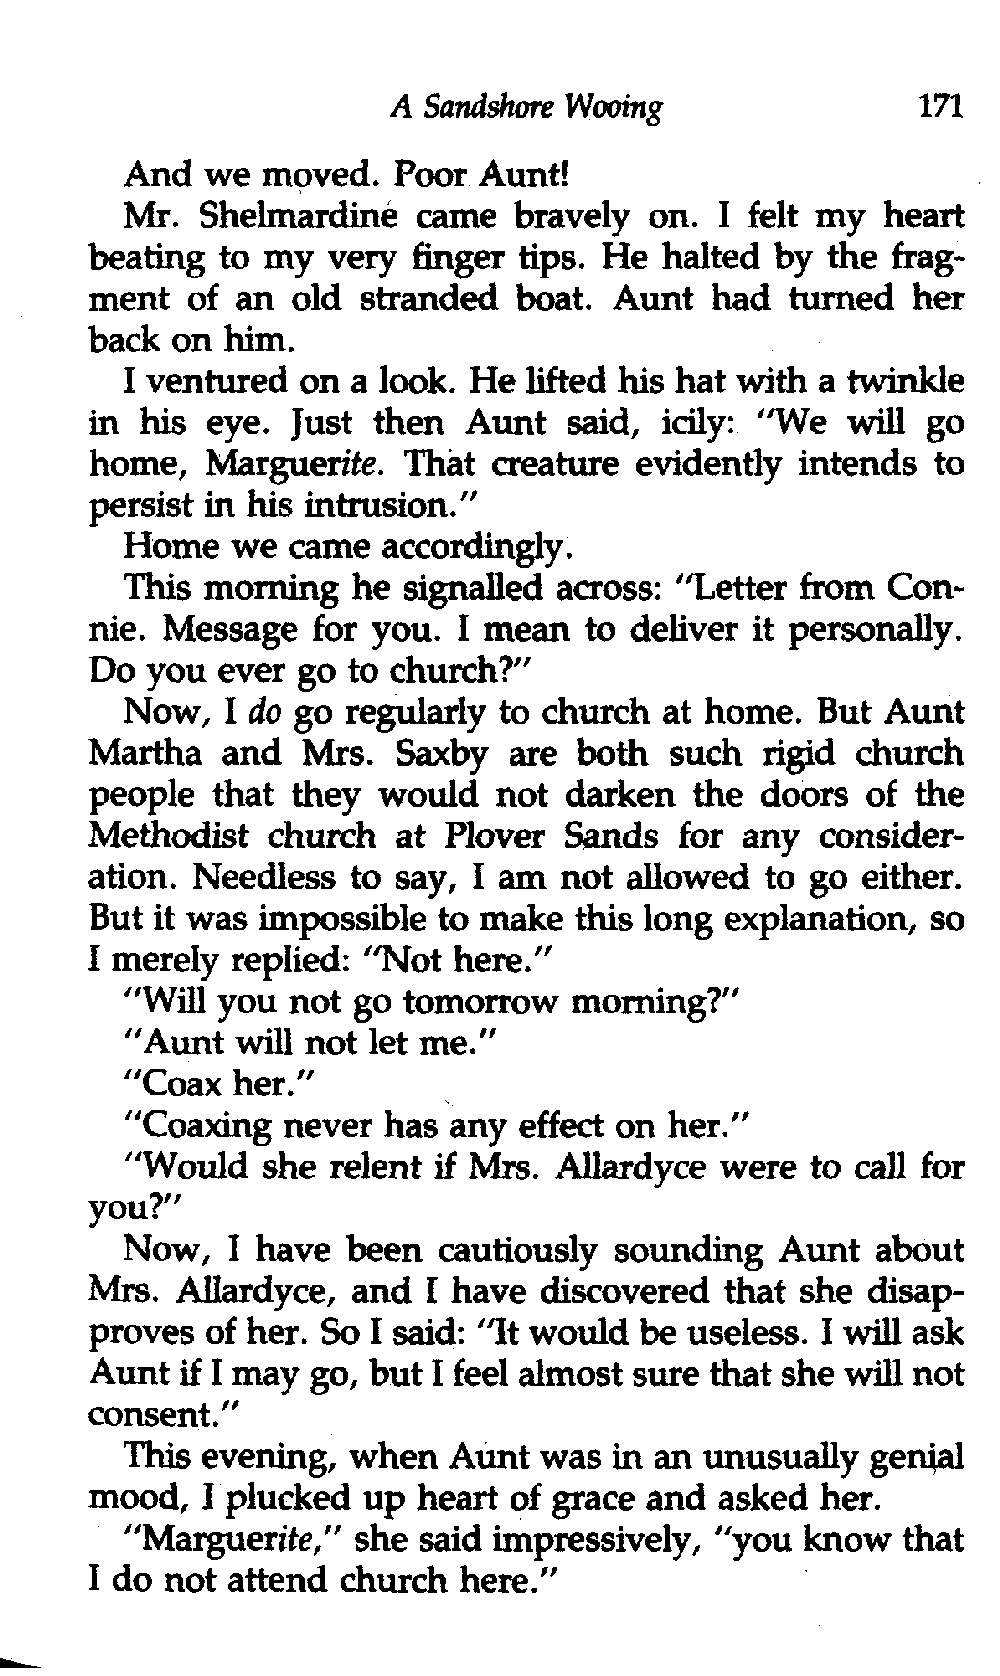 A Sandshore Wooing 171
And we moved. Poor Aunt!
Mr. Shelmardine came bravely on. I felt my heart
beating to my very finger tips. He halted by the frag-
ment of an old stranded boat. Aunt had turned her
back on him.
I ventured on a look. He lifted his hat with a twinkle
in his eye. Just then Aunt said, icily: "We will go
home, Marguerite. That creature evidently intends to
persist in his intrusion."
Home we came accordingly.
This morning he signalled across: "Letter from Con-
nie. Message for you. I mean to deliver it personally.
Do you ever go to church?"
Now, I do go regularly to church at home. But Aunt
Martha and Mrs. Saxby are both such rigid church
people that they would not darken the doors of the
Methodist church at Plover Sands for any consider-
ation. Needless to say, I am not allowed to go either.
But it was impossible to make this long explanation, so
I merely replied: "Not here."
"Will you not go tomorrow morning?"
"Aunt will not let me."
"Coax her."
"Coaxing never has any effect on her."
"Would she relent if Mrs. Allardyce were to call for
you?"
Now, I have been cautiously sounding Aunt about
Mrs. Allardyce, and I have discovered that she disap-
proves of her. So I said: "It would be useless. I will ask
Aunt if I may go, but I feel almost sure that she will not
consent."
This evening, when Aunt was in an unusually genial
mood, I plucked up heart of grace and asked her.
"Marguerite," she said impressively, "you know that
I do not attend church here."